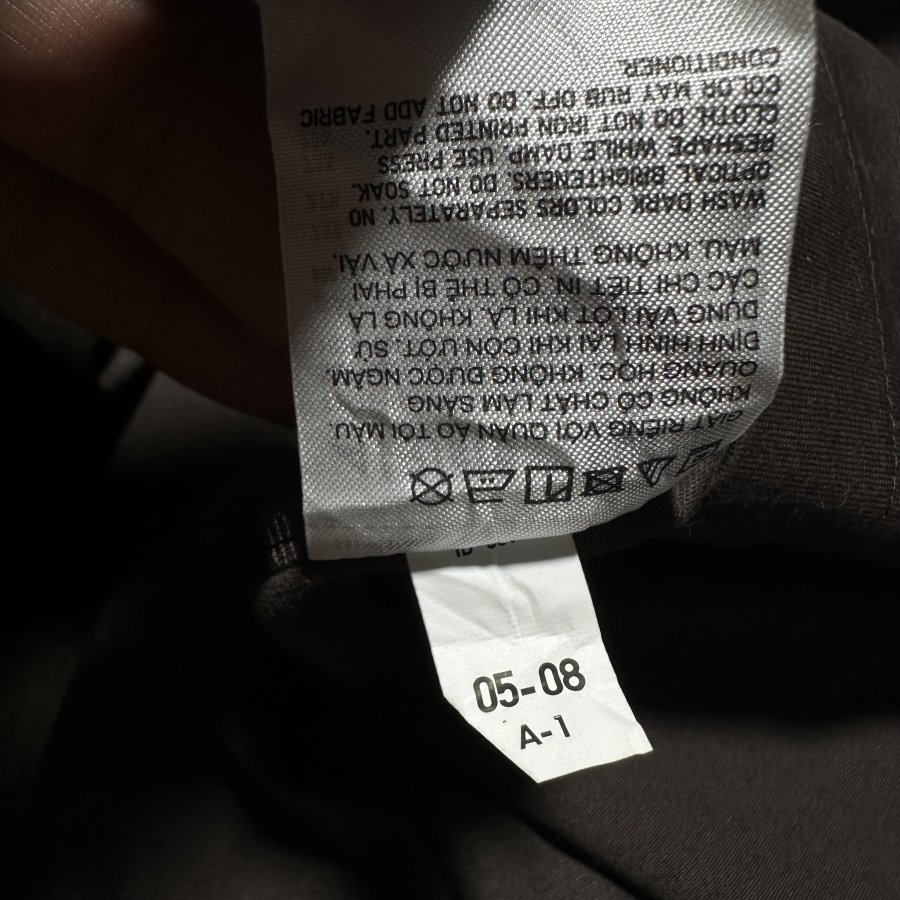 GIẶT RIÊNG VỚI QUẦN ÁO TỐI MÀU.
KHÔNG CÓ CHẤT LÀM SÁNG
QUANG HỌC. KHÔNG ĐƯỢC NGÂM.
ĐỊNH HÌNH LẠI KHI CÒN ƯỚT. SỬ
DỤNG VẢI LÓT KHI LÀ. KHÔNG LÀ
CÁC CHI TIẾT IN. CÓ THỂ BỊ PHAI
MÀU. KHÔNG THÊM NƯỚC XẢ VẢI.
WASH DARK COLORS SEPARATELY. NO
OPTICAL BRIGHTENERS. DO NOT SOAK.
RESHAPE WHILE DAMP. USE PRESS
CLOTH. DO NOT IRON PRINTED PART.
COLOR MAY RUB OFF. DO NOT ADD FABRIC
CONDITIONER.
05-08
A-1